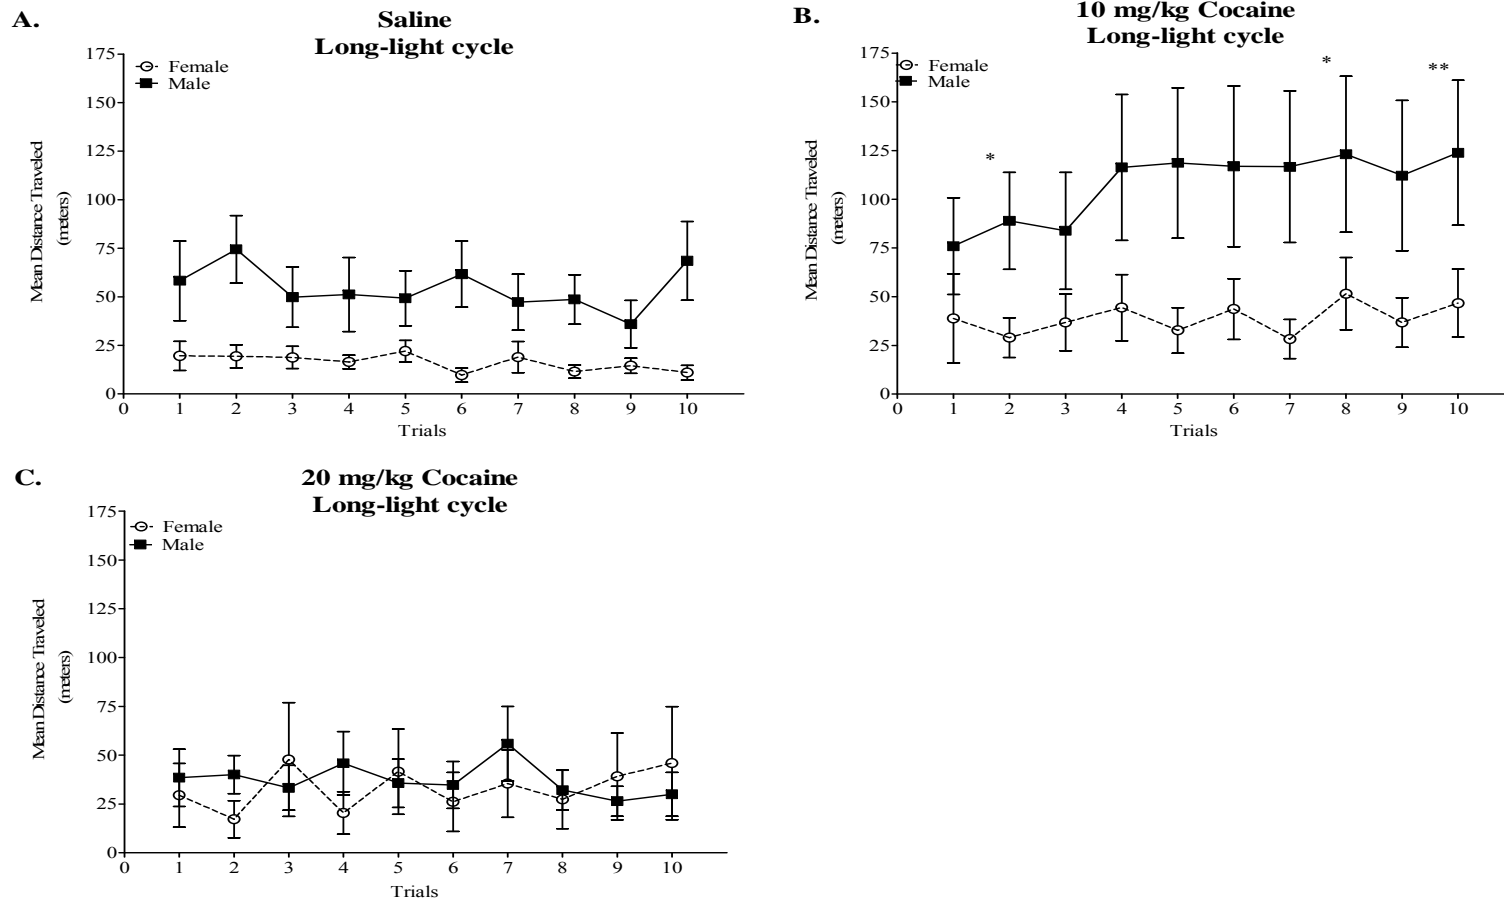 A.
Saline
Long-light cycle
Female
Male
175
150
125
100
75
50
25
0
Mean Distance Traveled
(meters)
0 1 2 3 4 5 6 7 8 9 10
Trials
B.
10 mg/kg Cocaine
Long-light cycle
Female
Male
175
150
125
100
75
50
25
0
Mean Distance Traveled
(meters)
*
*
**
0 1 2 3 4 5 6 7 8 9 10
Trials
C.
20 mg/kg Cocaine
Long-light cycle
Female
Male
175
150
125
100
75
50
25
0
Mean Distance Traveled
(meters)
0 1 2 3 4 5 6 7 8 9 10
Trials